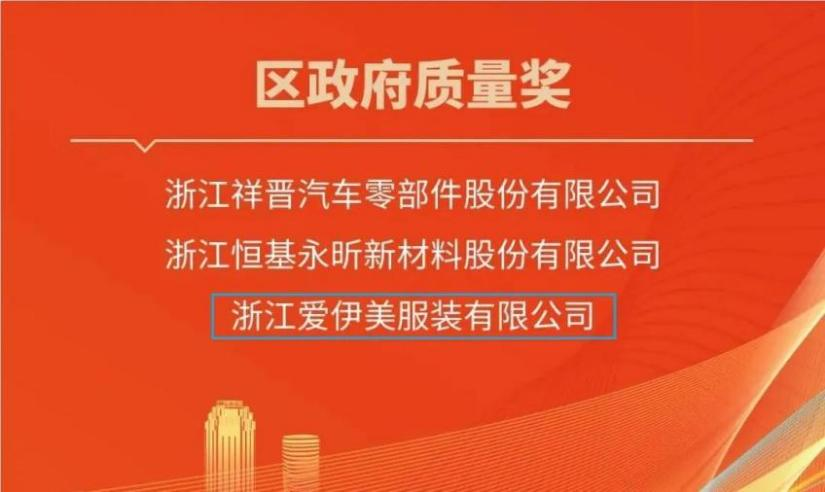 区政府质量奖
浙江祥晋汽车零部件股份有限公司
浙江恒基永昕新材料股份有限公司
浙江爱伊美服装有限公司